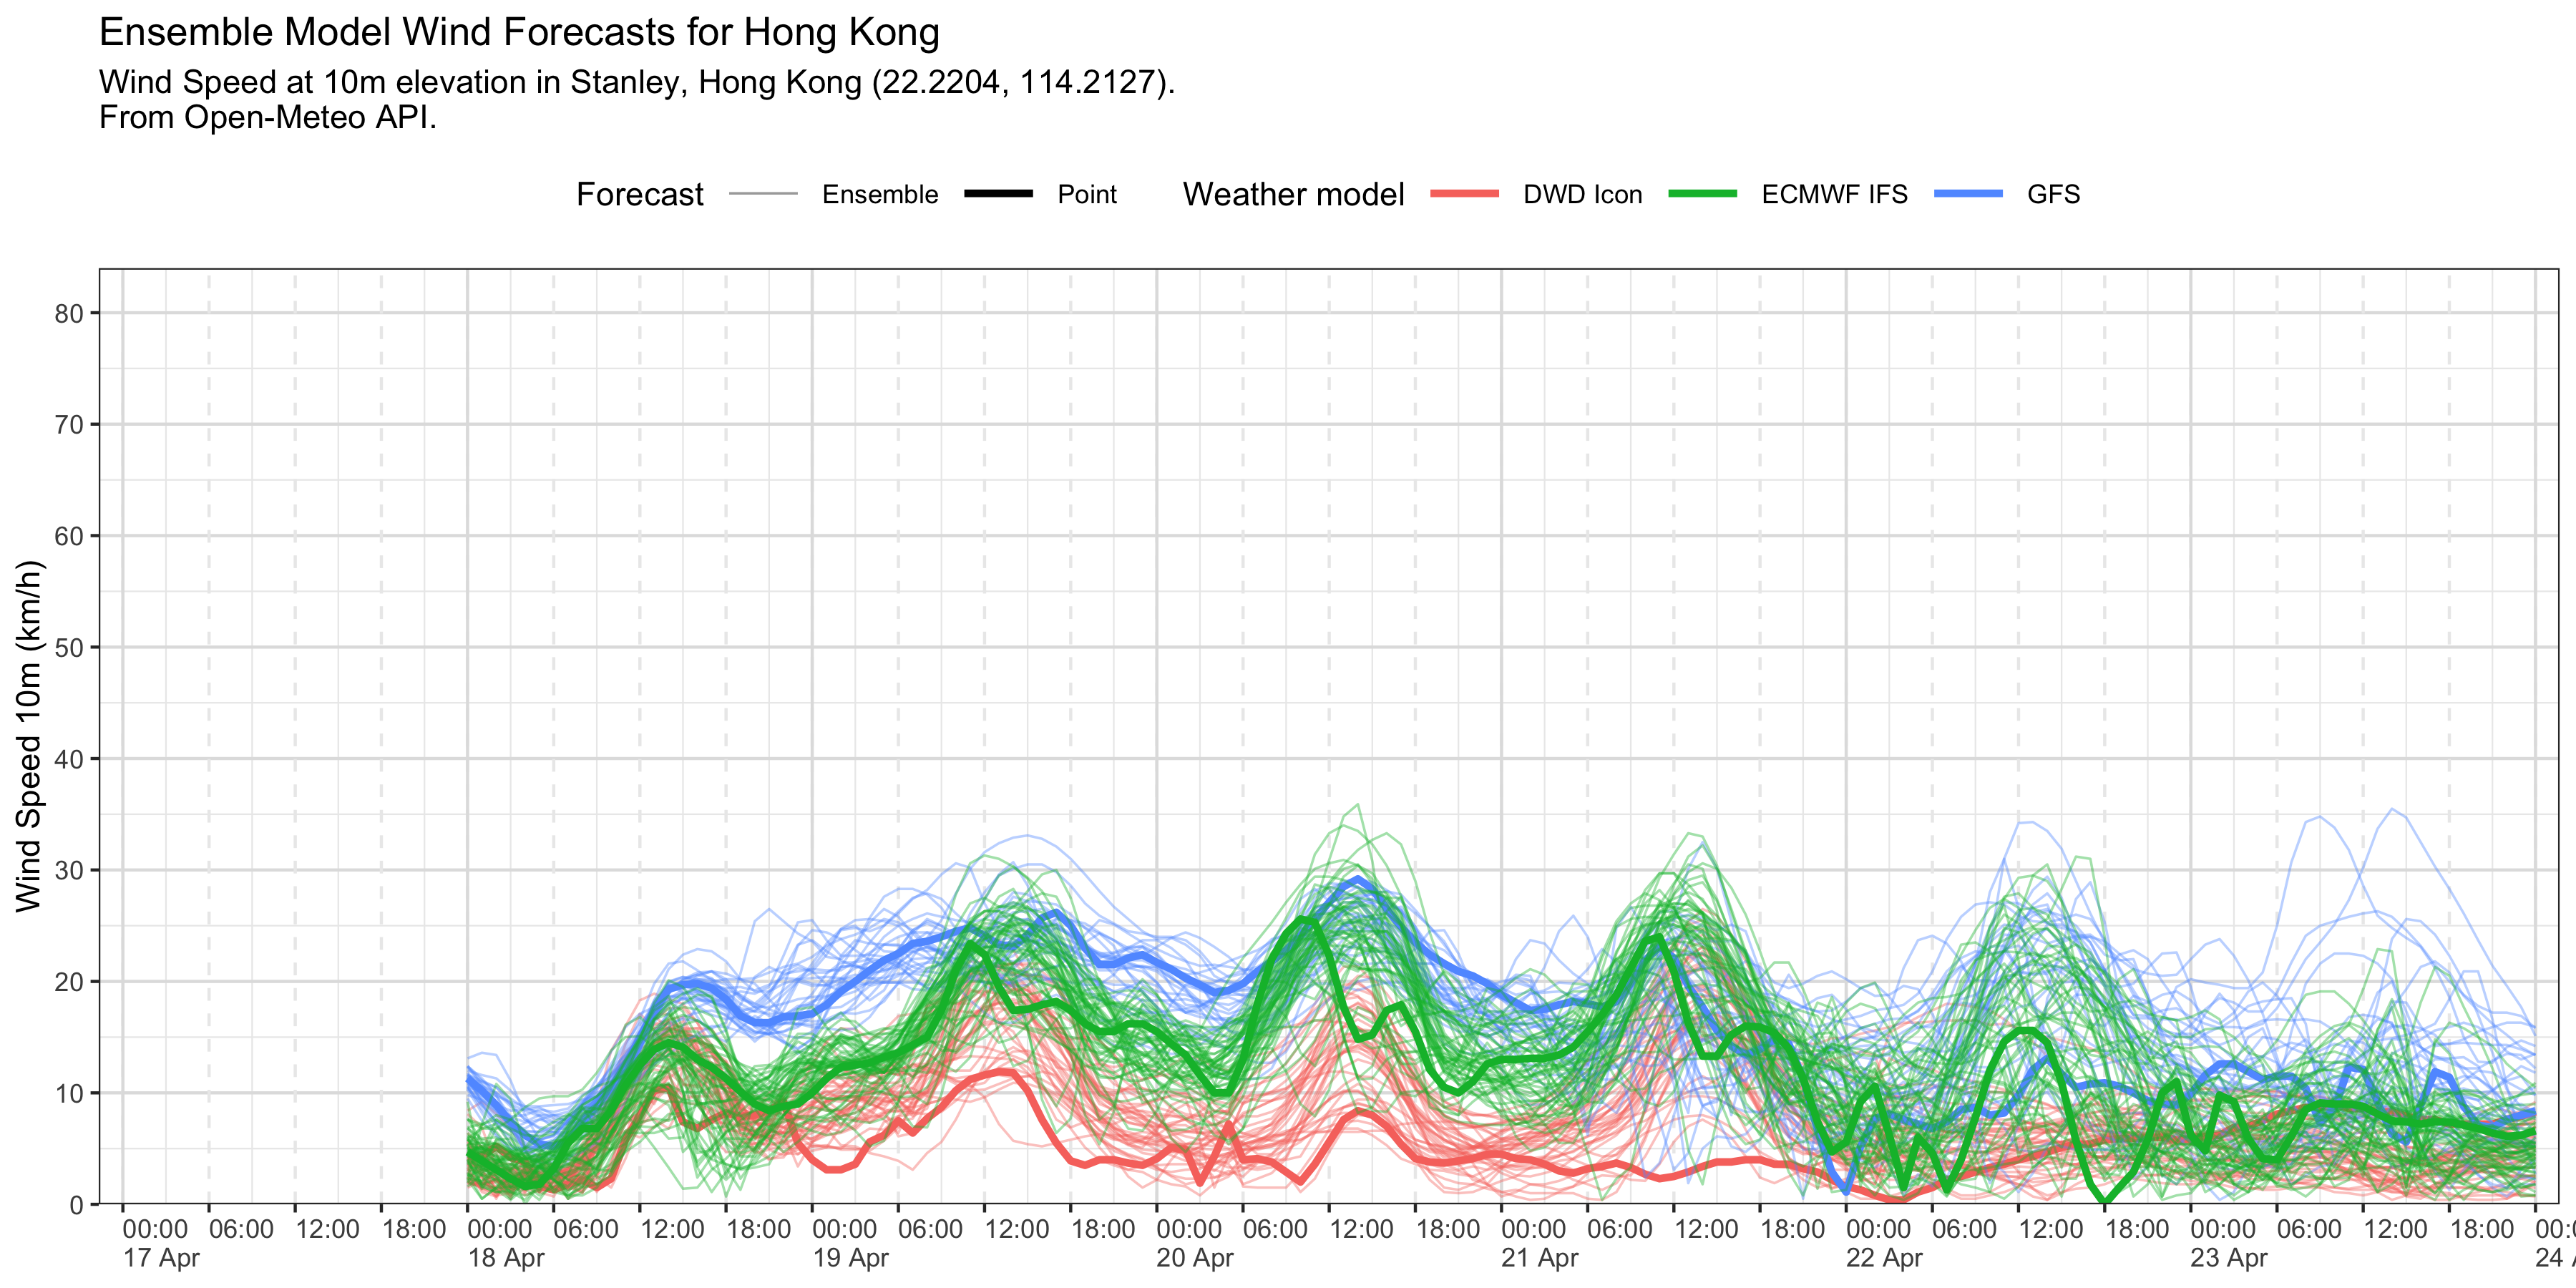 Ensemble Model Wind Forecasts for Hong Kong
Wind Speed at 10m elevation in Stanley, Hong Kong (22.2204, 114.2127).
From Open-Meteo API.
Forecast Ensemble Point Weather model DWD Icon ECMWF IFS GFS
Wind Speed 10m (km/h)
80
70
60
50
40
30
20
10
0
00:00 06:00 12:00 18:00 00:00 06:00 12:00 18:00 00:00 06:00 12:00 18:00 00:00 06:00 12:00 18:00 00:00 06:00 12:00 18:00 00:00 06:00 12:00 18:00 00:00 06:00 12:00 18:00 00:0
17 Apr 18 Apr 19 Apr 20 Apr 21 Apr 22 Apr 23 Apr 24 A